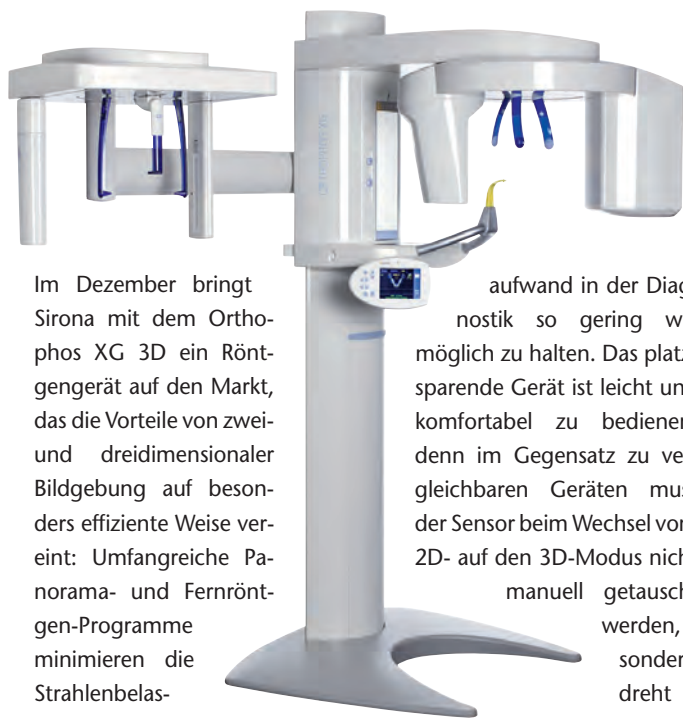 Im Dezember bringt
Sirona mit dem Ortho-
phos XG 3D ein Rönt-
gengerät auf den Markt,
das die Vorteile von zwei-
und dreidimensionaler
Bildgebung auf beson-
ders effiziente Weise ver-
eint: Umfangreiche Pa-
norama- und Fernrönt-
gen-Programme
minimieren die
Strahlenbelas-
aufwand in der Diag
nostik so gering w
möglich zu halten. Das platz
sparende Gerät ist leicht un
komfortabel zu bediene
denn im Gegensatz zu ve
gleichbaren Geräten mus
der Sensor beim Wechsel vo
2D- auf den 3D-Modus nich
manuell getausch
werden,
sonder
dreht